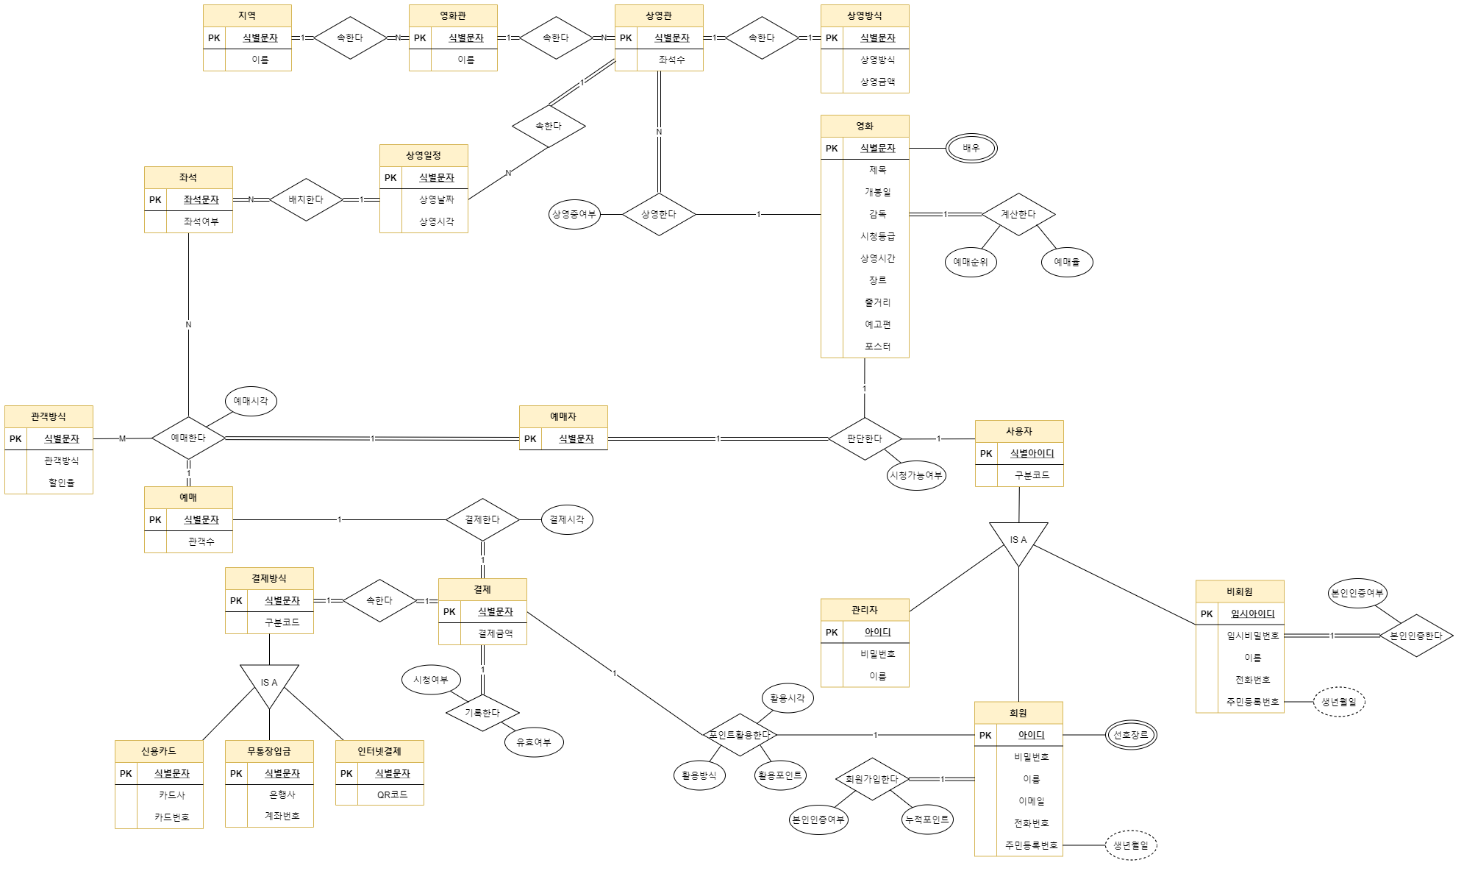 지역
PK 식별문자
이름
1
속한다
N
영화관
PK 식별문자
이름
1
속한다
N
상영관
PK 식별문자
좌석수
1
속한다
1
상영방식
PK 식별문자
상영방식
상영금액
1
속한다
N
N
상영일정
PK 식별문자
상영날짜
상영시각
좌석
PK 좌석문자
좌석여부
N
배치한다
1
영화
PK 식별문자
제목
개봉일
감독
시청등급
상영시간
장르
줄거리
예고편
포스터
배우
상영중여부
상영한다
1
1
계산한다
예매순위
예매율
N
1
예매시각
관객방식
PK 식별문자
관객방식
할인율
M
예매한다
1
예매자
PK 식별문자
1
판단한다
1
시청가능여부
사용자
PK 식별아이디
구분코드
1
예매
PK 식별문자
관객수
1
결제한다
결제시각
1
IS A
결제방식
PK 식별문자
구분코드
1
속한다
1
결제
PK 식별문자
결제금액
관리자
PK 아이디
비밀번호
이름
비회원
PK 임시아이디
임시비밀번호
이름
전화번호
주민등록번호
본인인증여부
1
본인인증한다
생년월일
IS A
시청여부
1
기록한다
유효여부
1
활용시각
포인트활용한다
활용방식
활용포인트
1
회원
PK 아이디
비밀번호
이름
이메일
전화번호
주민등록번호
선호장르
회원가입한다
1
본인인증여부
누적포인트
생년월일
신용카드
PK 식별문자
카드사
카드번호
무통장입금
PK 식별문자
은행사
계좌번호
인터넷결제
PK 식별문자
QR코드